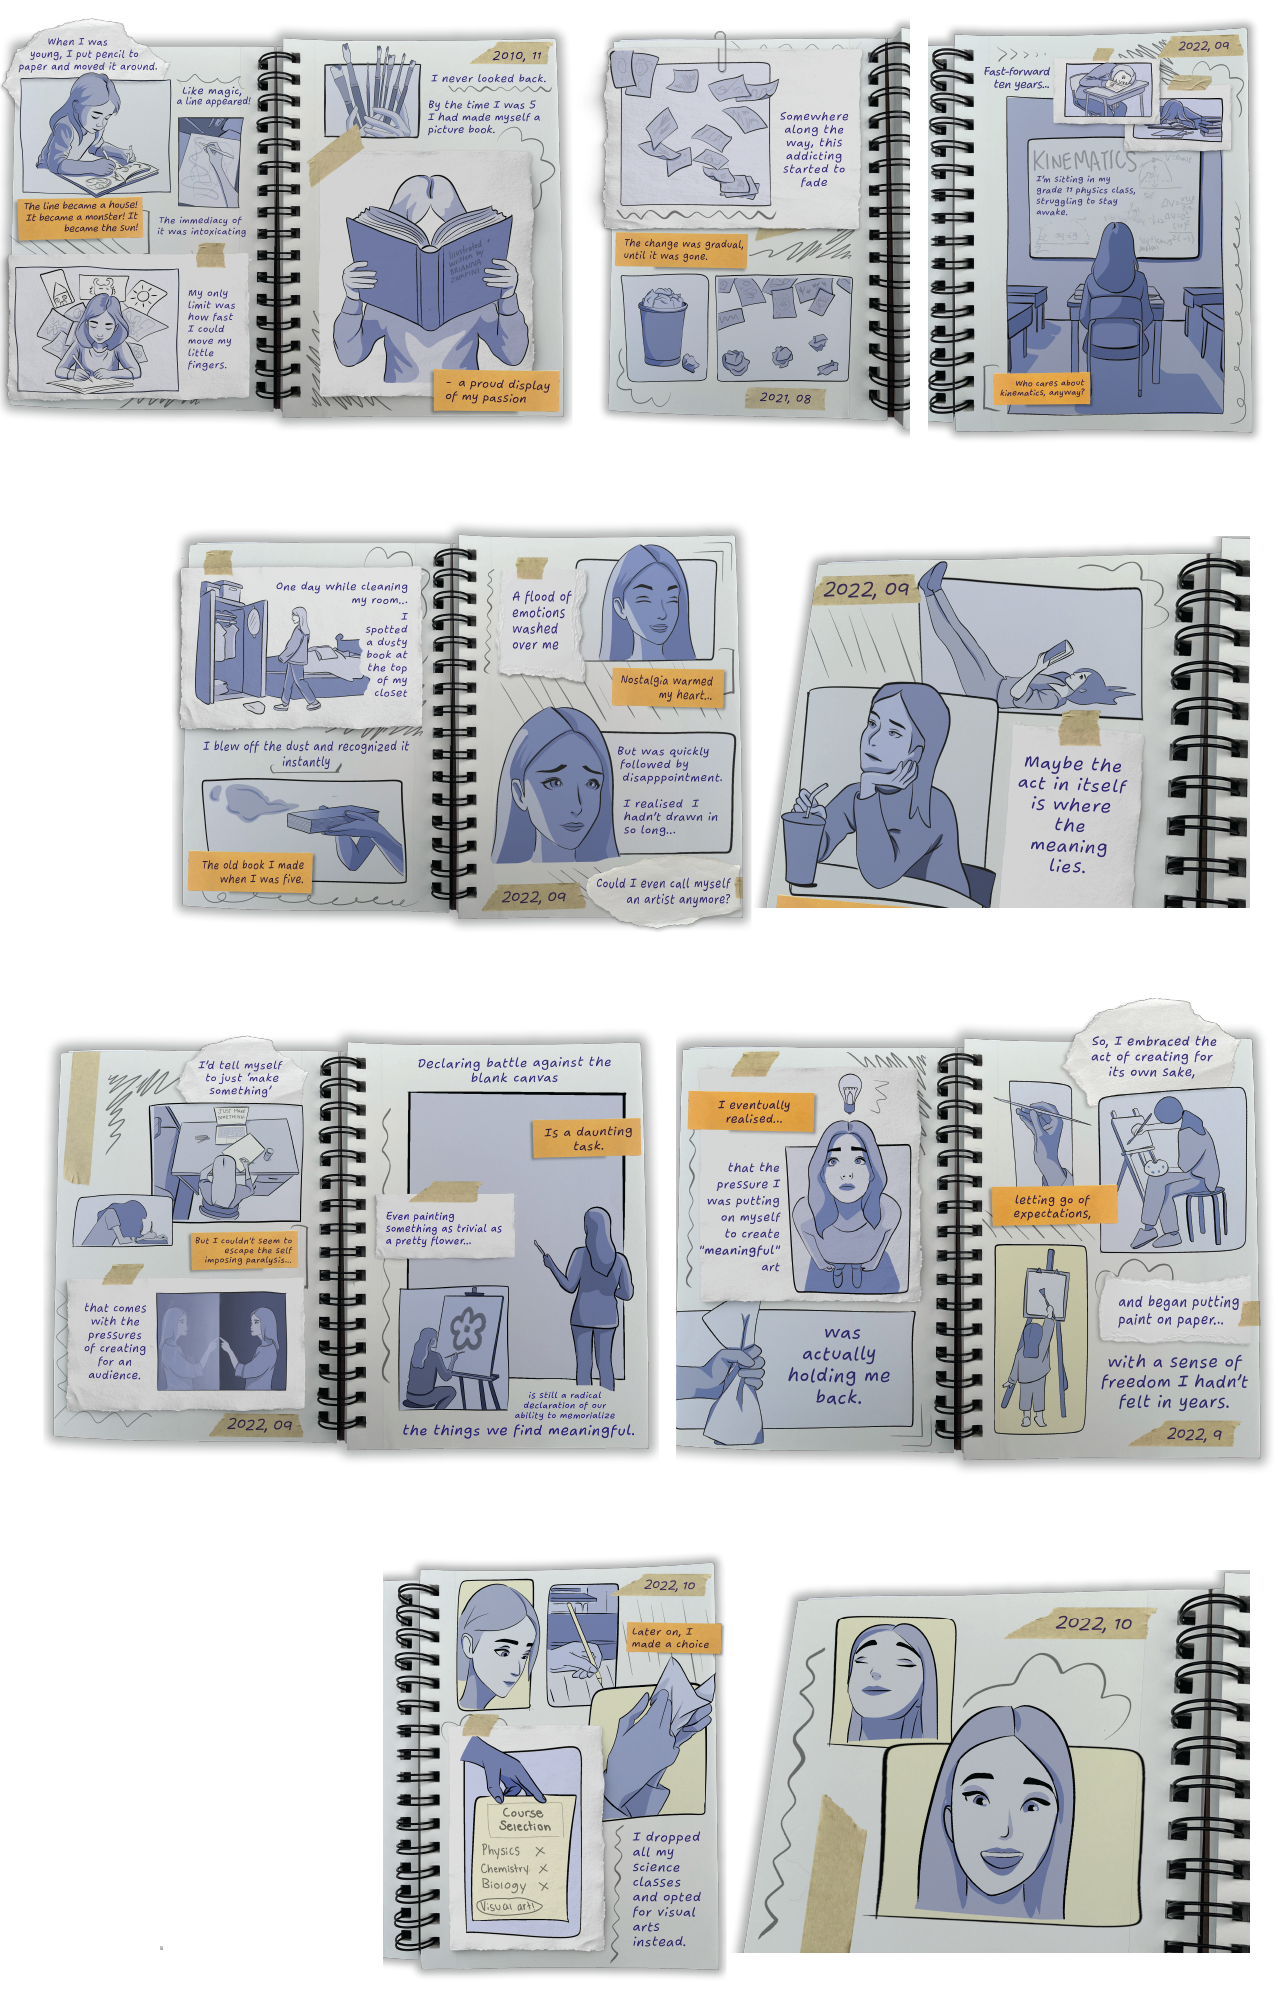 When I was
young, I put pencil to
paper and moved it around.
Like magic,
a line appeared!
The line became a house!
It became a monster! It
became the sun!
The immediacy of
it was intoxicating
My only
limit was
how fast
I could
move my
little
fingers.
2010, 11
I never looked back.
By the time I was 5
I had made myself a
picture book.
Illustrated +
written by
BRIANNA
- a proud display
of my passion
Somewhere
along the
way, this
addicting
started to
fade
The change was gradual,
until it was gone.
2021, 08
2022, 09
Fast-forward
ten years...
KINEMATICS
I'm sitting in my
grade 11 physics class,
struggling to stay
awake.
Who cares about
kinematics, anyway?
One day while cleaning
my room...
I
spotted
a dusty
book at
the top
of my
closet
I blew off the dust and recognized it
instantly
The old book I made
when I was five.
A flood of
emotions
washed
over me
Nostalgia warmed
my heart...
But was quickly
followed by
disapppointment.
I realised I
hadn't drawn in
so long...
2022, 09
Could I even call myself
an artist anymore?
2022, 09
Maybe the
act in itself
is where
the
meaning
lies.
I'd tell myself
to just 'make
something'
JUST MAKE
SOMETHING!
But I couldn't seem to
escape the self
imposing paralysis...
that comes
with the
pressures
of creating
for an
audience.
2022, 09
Declaring battle against the
blank canvas
Is a daunting
task.
Even painting
something as trivial as
a pretty flower...
is still a radical
declaration of our
ability to memorialize
the things we find meaningful.
I eventually
realised...
that the
pressure I
was putting
on myself
to create
"meaningful"
art
was
actually
holding me
back.
So, I embraced the
act of creating for
its own sake,
letting go of
expectations,
and began putting
paint on paper...
with a sense of
freedom I hadn't
felt in years.
2022, 9
2022, 10
Later on, I
made a choice
Course
Selection
Physics X
Chemistry X
Biology X
Visual arts
I dropped
all my
science
classes
and opted
for visual
arts
instead.
2022, 10